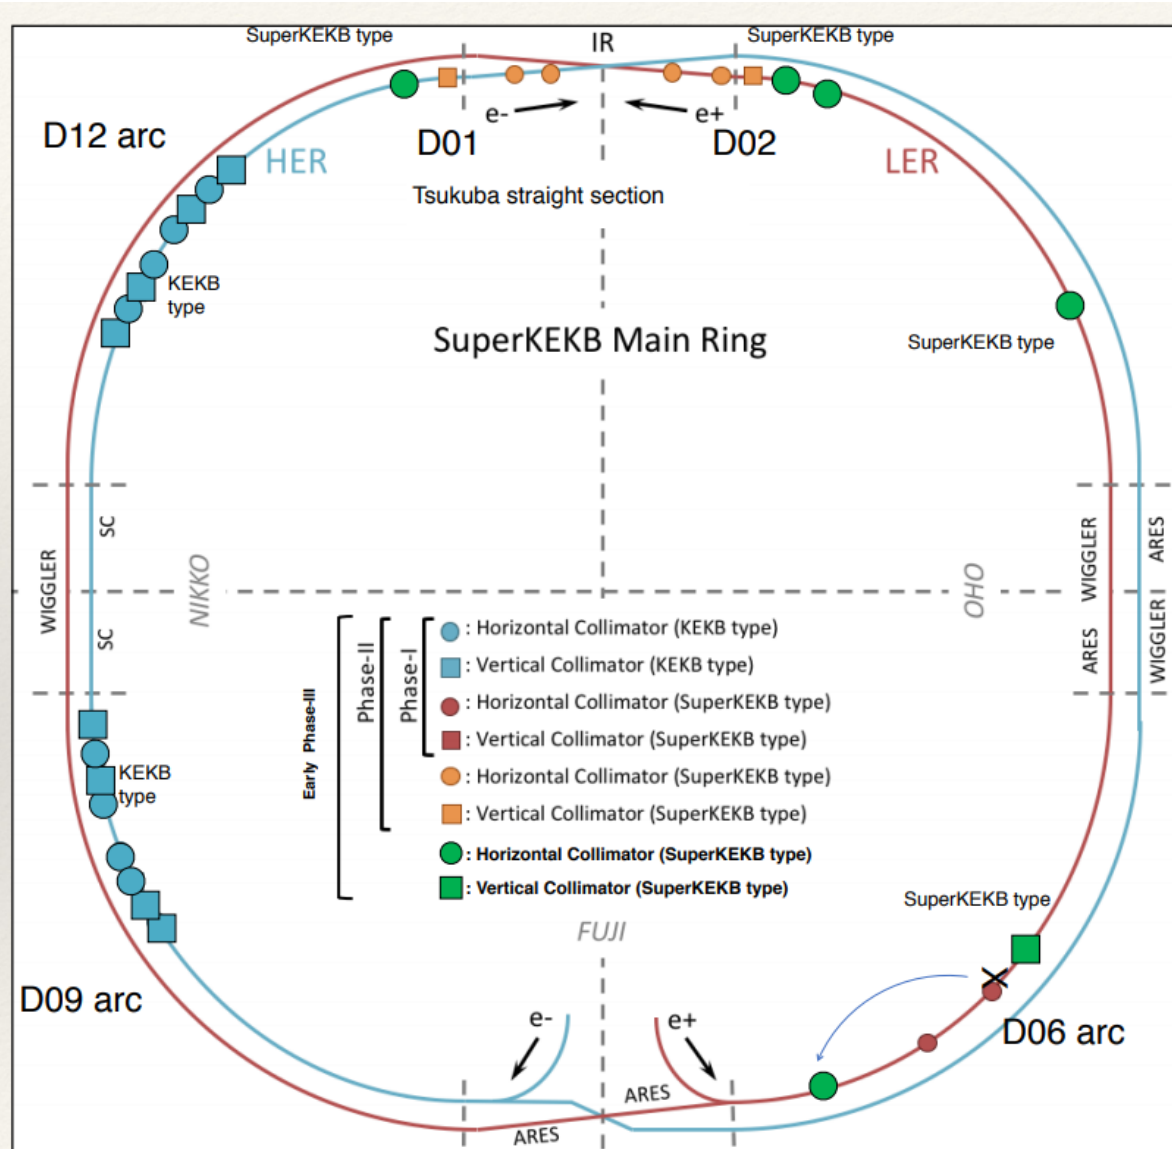 SuperKEKB type
IR
SuperKEKB type
e-
e+
D12 arc
D01
D02
HER
LER
Tsukuba straight section
KEKB
type
SuperKEKB Main Ring
SuperKEKB type
SC
WIGGLER
ARES
WIGGLER
NIKKO
OHO
SC
ARES
WIGGLER
Early Phase-III
Phase-II
Phase-I
: Horizontal Collimator (KEKB type)
: Vertical Collimator (KEKB type)
: Horizontal Collimator (SuperKEKB type)
: Vertical Collimator (SuperKEKB type)
: Horizontal Collimator (SuperKEKB type)
: Vertical Collimator (SuperKEKB type)
: Horizontal Collimator (SuperKEKB type)
: Vertical Collimator (SuperKEKB type)
KEKB
type
SuperKEKB type
FUJI
D09 arc
D06 arc
e-
e+
ARES
ARES